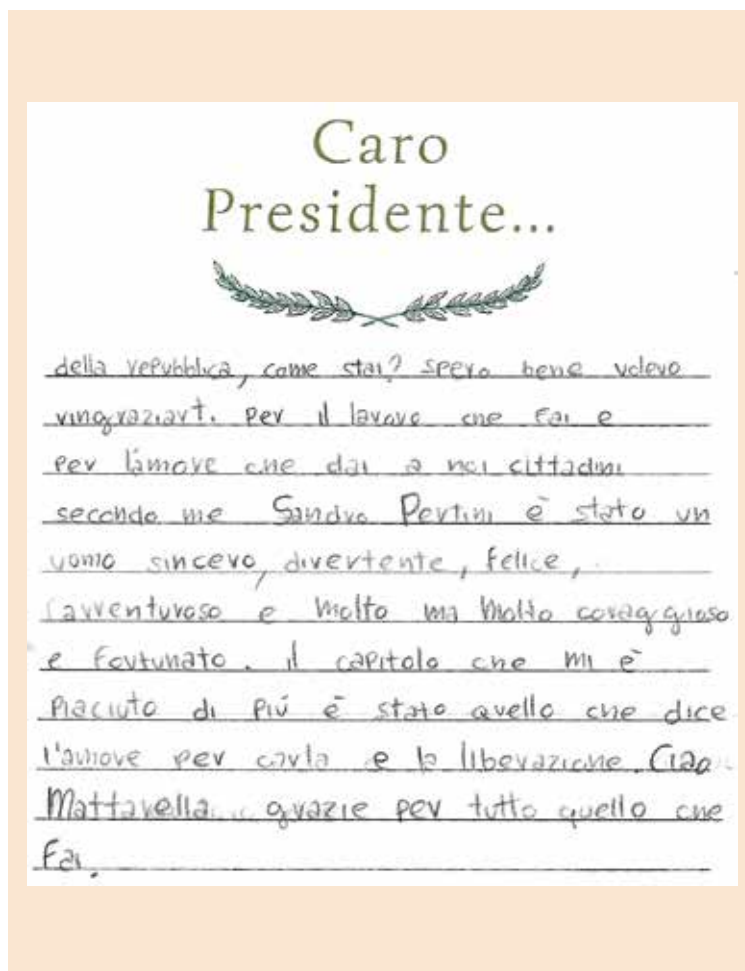 Caro
Presidente...
della repubblica, come stai? spero bene volevo
ringraziarti. per il lavoro che fai e
per l'amore che dai a noi cittadini
secondo me Sandro Pertini è stato un
uomo sincero, divertente, felice,
avventuroso e molto ma molto coraggioso
e fortunato. il capitolo che mi è
piaciuto di più è stato quello che dice
l'amore per carla e la liberazione. Ciao
Mattarella grazie per tutto quello che
fai.